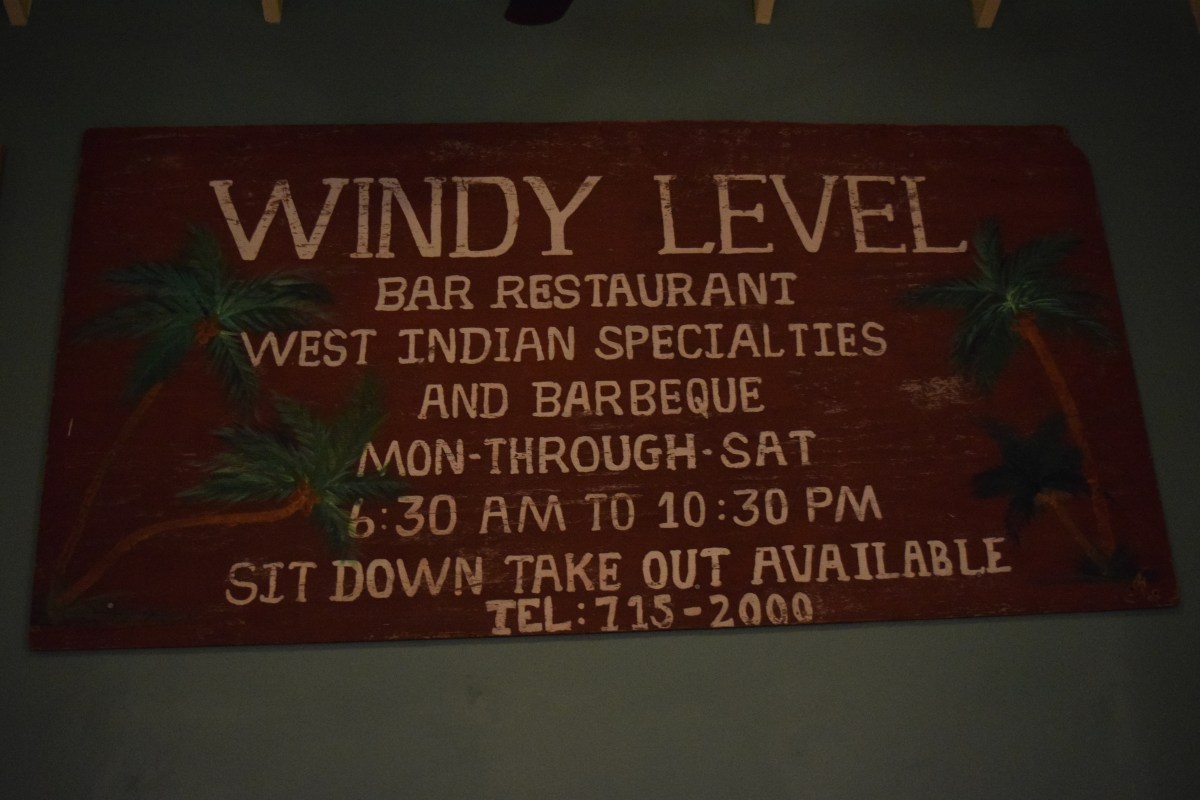 WINDY LEVEL
BAR RESTAURANT
WEST INDIAN SPECIALTIES
AND BARBEQUE
MON-THROUGH-SAT
6:30 AM TO 10:30 PM
SIT DOWN TAKE OUT AVAILABLE
TEL:715-2000